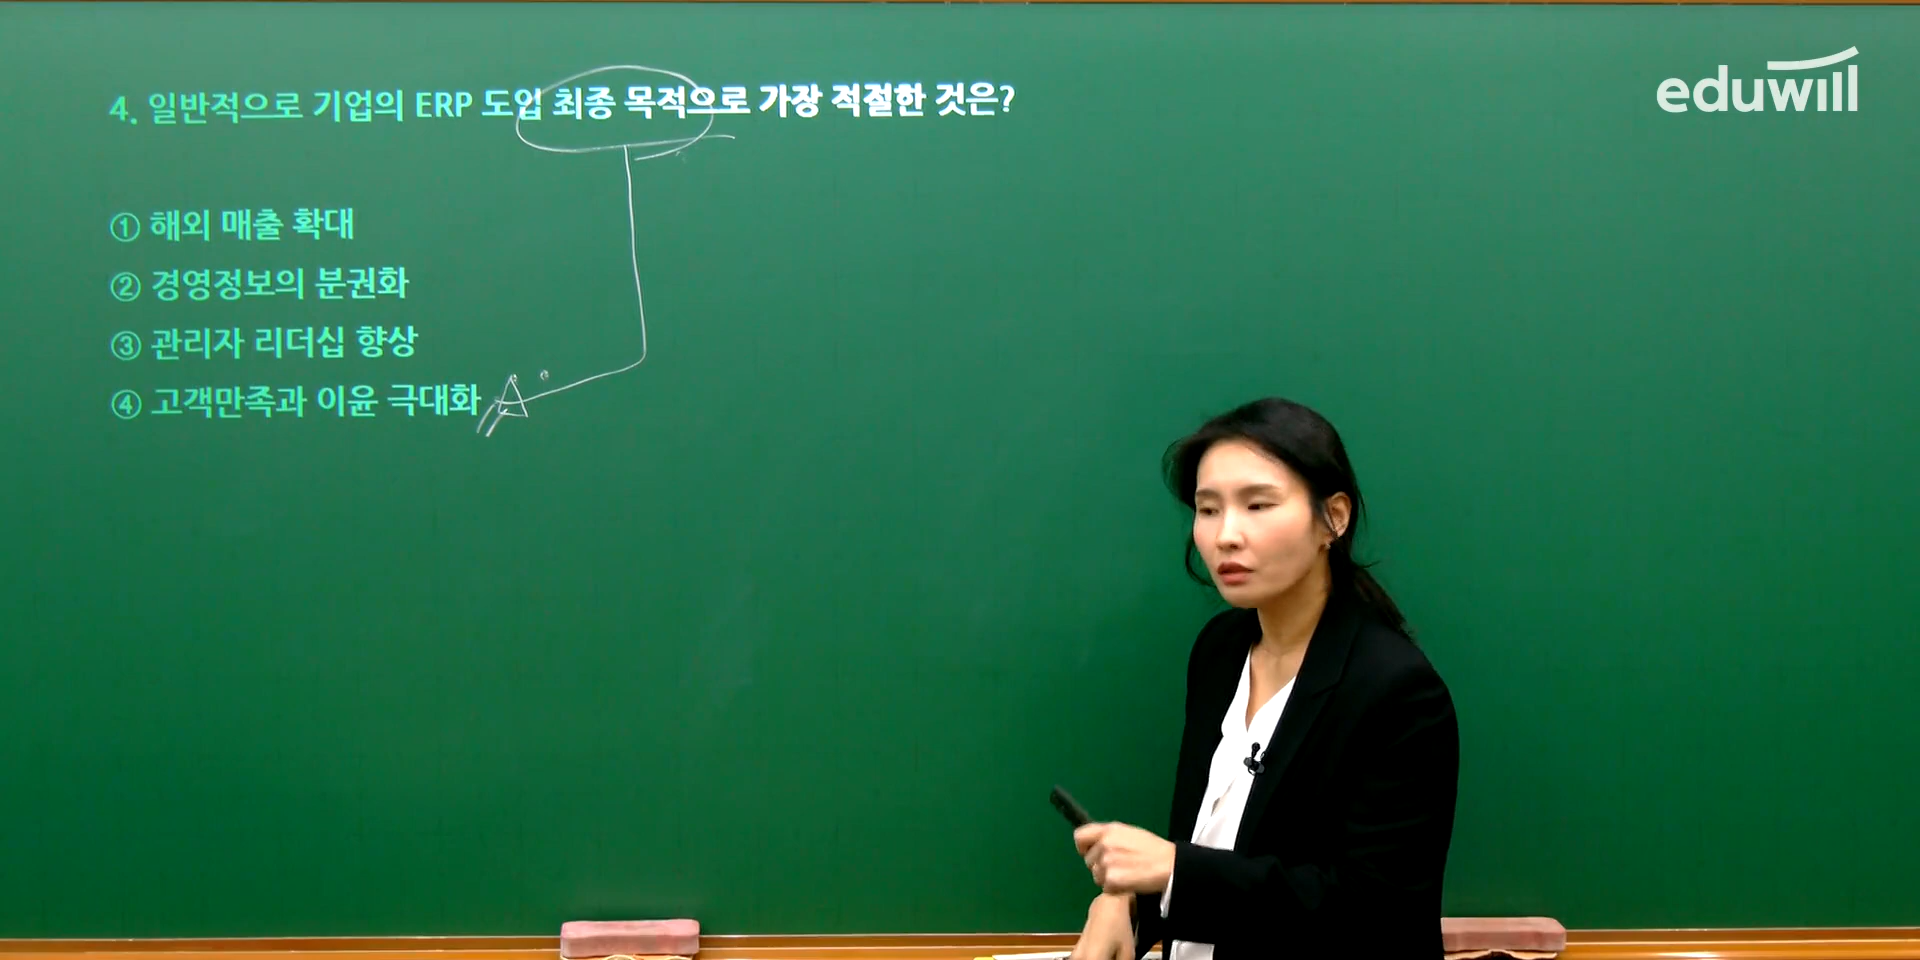 4. 일반적으로 기업의 ERP 도입 최종 목적으로 가장 적절한 것은?
① 해외 매출 확대
② 경영정보의 분권화
③ 관리자 리더십 향상
④ 고객만족과 이윤 극대화
eduwill